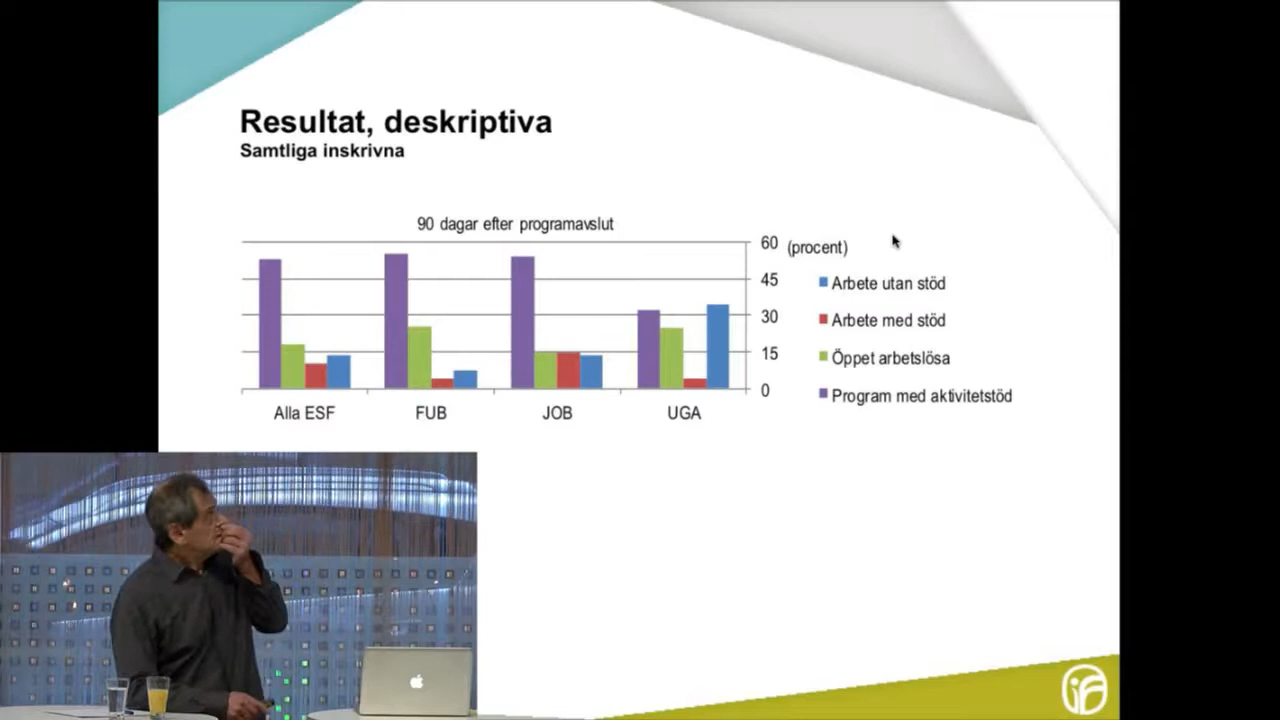 Resultat, deskriptiva
Samtliga inskrivna
90 dagar efter programavslut
60 (procent)
45
30
15
0
Arbete utan stöd
Arbete med stöd
Öppet arbetslösa
Program med aktivitetstöd
Alla ESF
FUB
JOB
UGA